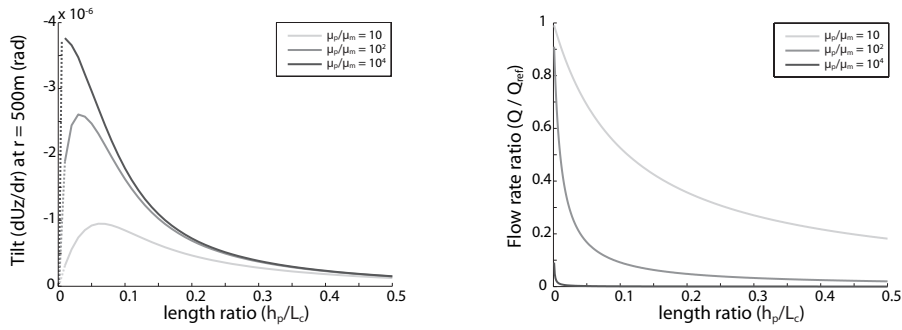 -4 x 10⁻⁶
-3
-2
-1
0
0
0.1
0.2
0.3
0.4
0.5
Tilt (dUz/dr) at r = 500m (rad)
length ratio (hₚ/L꜀)
μₚ/μₘ = 10
μₚ/μₘ = 10²
μₚ/μₘ = 10⁴
1
0.8
0.6
0.4
0.2
0
0
0.1
0.2
0.3
0.4
0.5
Flow rate ratio (Q / Q_ref)
length ratio (hₚ/L꜀)
μₚ/μₘ = 10
μₚ/μₘ = 10²
μₚ/μₘ = 10⁴